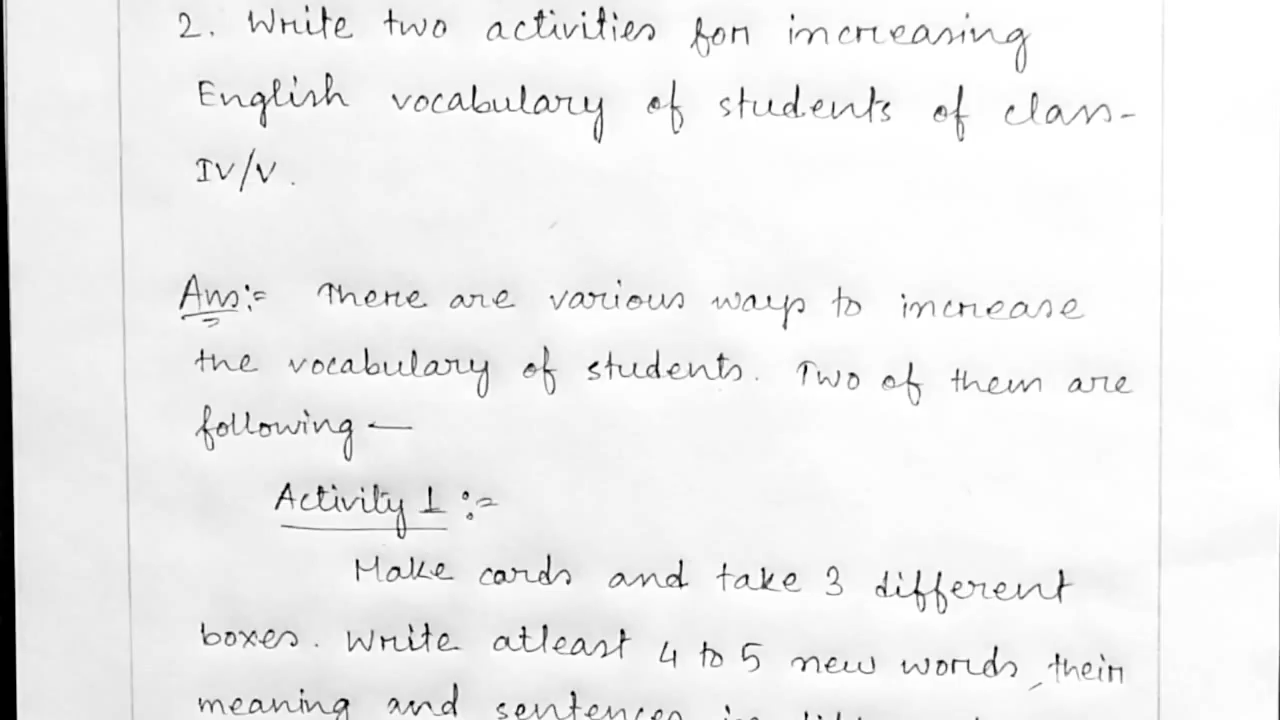 2. Write two activities for increasing
English vocabulary of students of class-
IV/V.
Ans:- There are various ways to increase
the vocabulary of students. Two of them are
following —
Activity 1 :-
Make cards and take 3 different
boxes. Write atleast 4 to 5 new words, their
meaning and sentences in